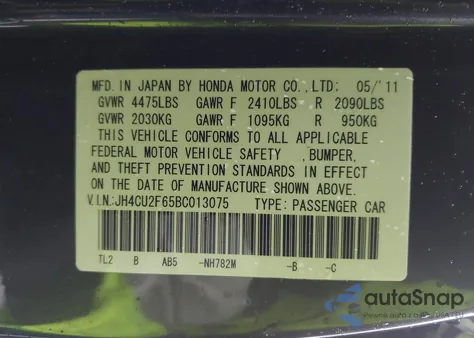 MFD. IN JAPAN BY HONDA MOTOR CO.,LTD: 05/'11
GVWR 4475LBS GAWR F 2410LBS R 2090LBS
GVWR 2030KG GAWR F 1095KG R 950KG
THIS VEHICLE CONFORMS TO ALL APPLICABLE
FEDERAL MOTOR VEHICLE SAFETY ,BUMPER,
AND THEFT PREVENTION STANDARDS IN EFFECT
ON THE DATE OF MANUFACTURE SHOWN ABOVE.
V.I.N:JH4CU2F65BC013075 TYPE: PASSENGER CAR
TL2 B AB5 -NH782M -B -C
autoSnap